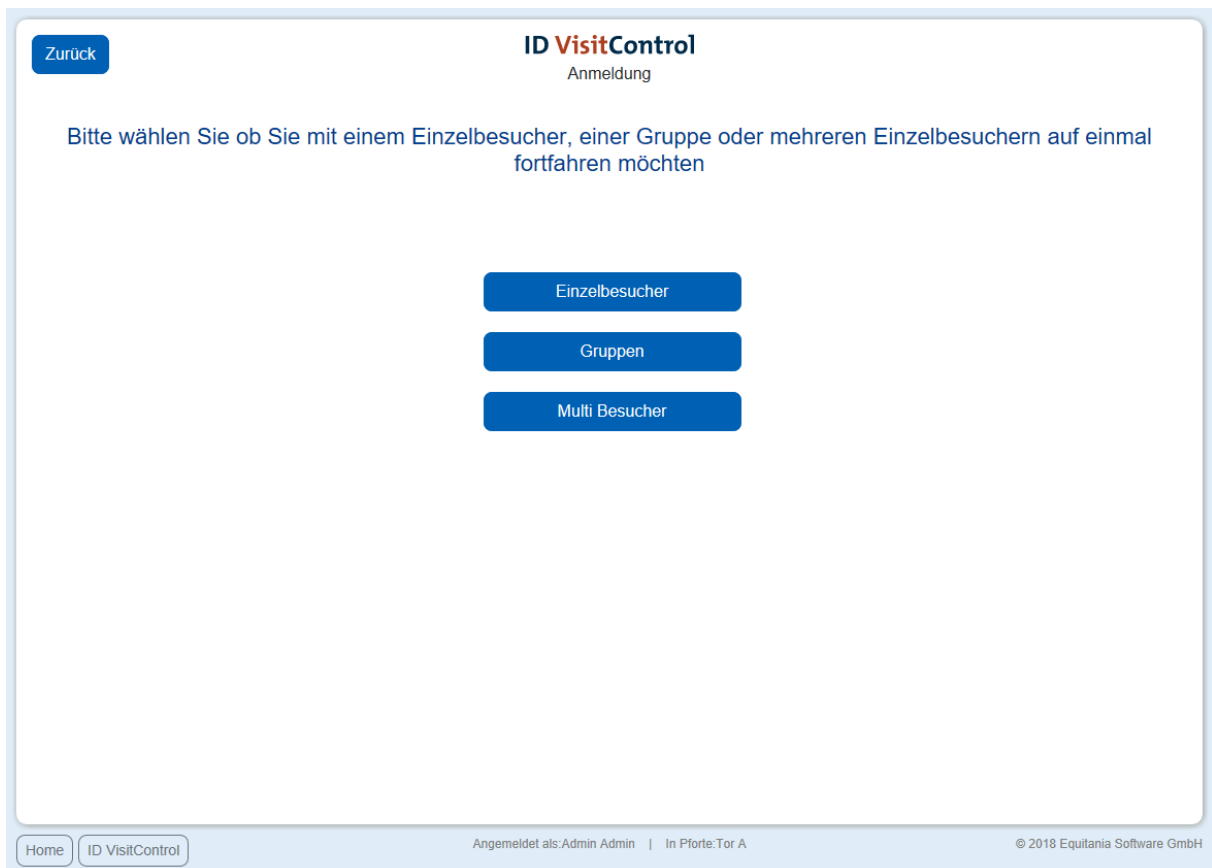 Zurück
ID VisitControl
Anmeldung
Bitte wählen Sie ob Sie mit einem Einzelbesucher, einer Gruppe oder mehreren Einzelbesuchern auf einmal
fortfahren möchten
Einzelbesucher
Gruppen
Multi Besucher
Home ID VisitControl Angemeldet als:Admin Admin | In Pforte:Tor A © 2018 Equitania Software GmbH